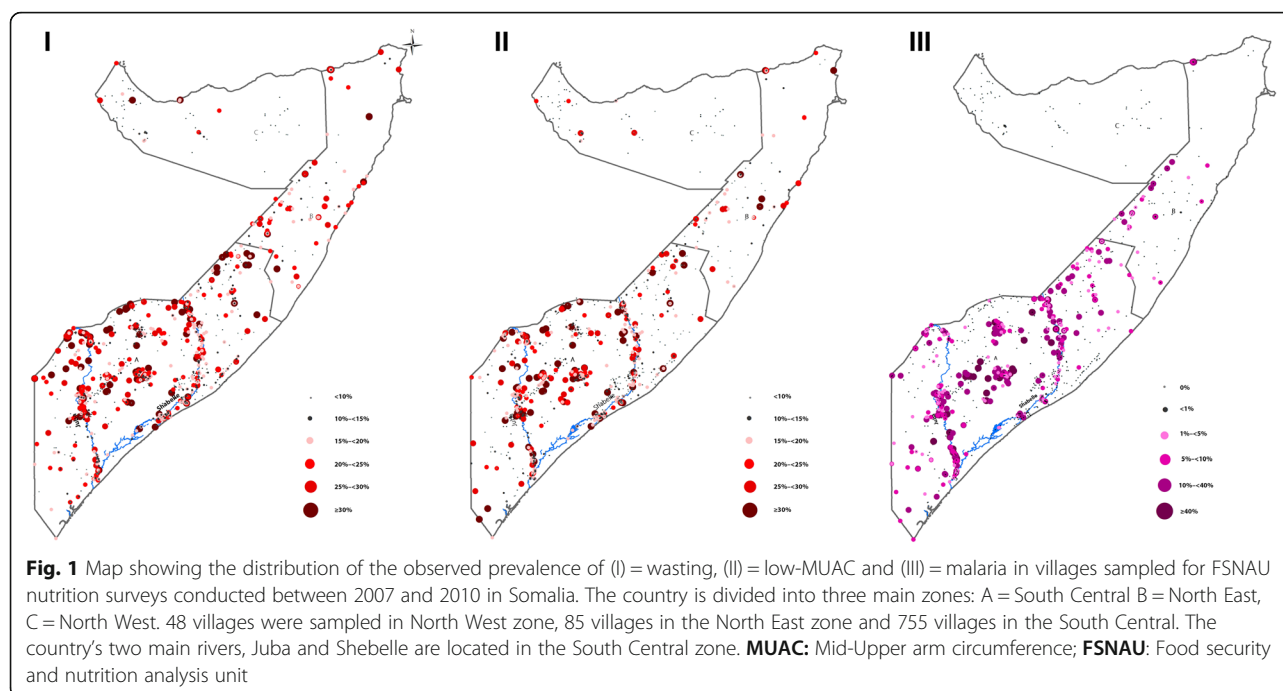 I
II
III
N
C
C
C
B
B
B
A
A
A
Shabelle
Shabelle
Shabelle
<10%
10%-<15%
15%-<20%
20%-<25%
25%-<30%
≥30%
<10%
10%-<15%
15%-<20%
20%-<25%
25%-<30%
≥30%
0%
<1%
1%-<5%
5%-<10%
10%-<40%
≥40%
Fig. 1 Map showing the distribution of the observed prevalence of (I) = wasting, (II) = low-MUAC and (III) = malaria in villages sampled for FSNAU
nutrition surveys conducted between 2007 and 2010 in Somalia. The country is divided into three main zones: A = South Central B = North East,
C = North West. 48 villages were sampled in North West zone, 85 villages in the North East zone and 755 villages in the South Central. The
country's two main rivers, Juba and Shebelle are located in the South Central zone. MUAC: Mid-Upper arm circumference; FSNAU: Food security
and nutrition analysis unit